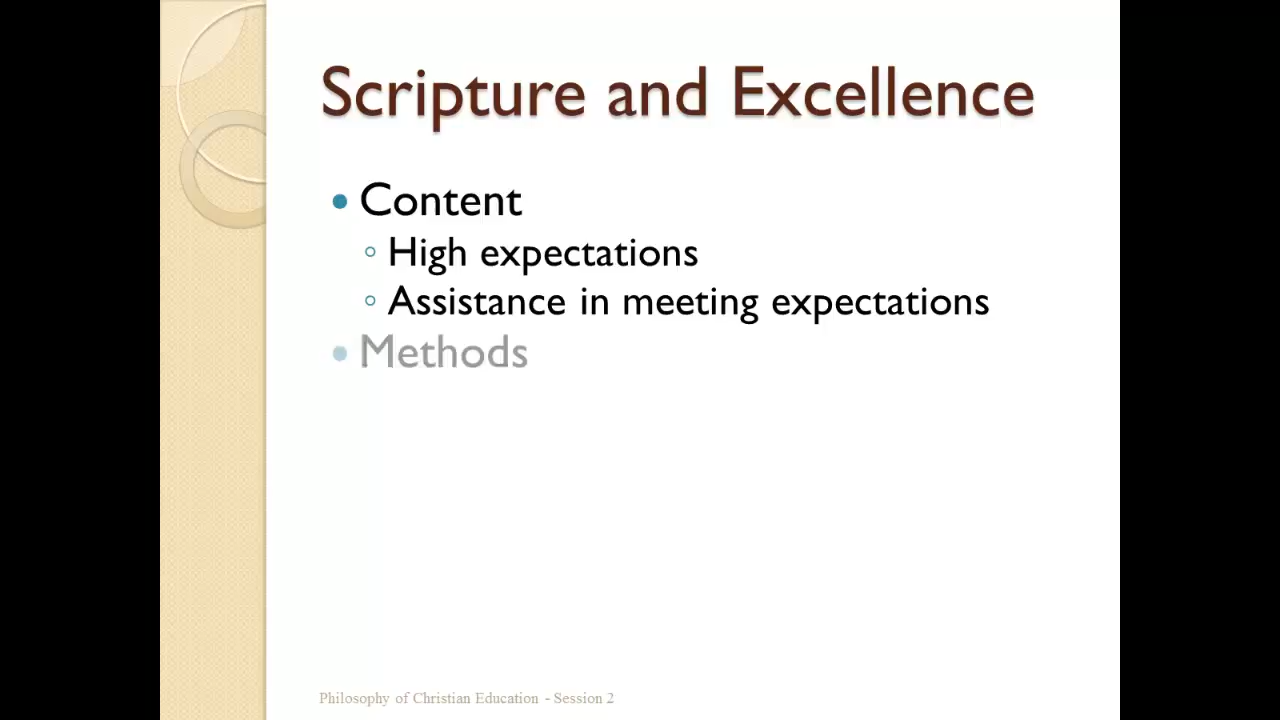 Scripture and Excellence
• Content
◦ High expectations
◦ Assistance in meeting expectations
• Methods
Philosophy of Christian Education - Session 2